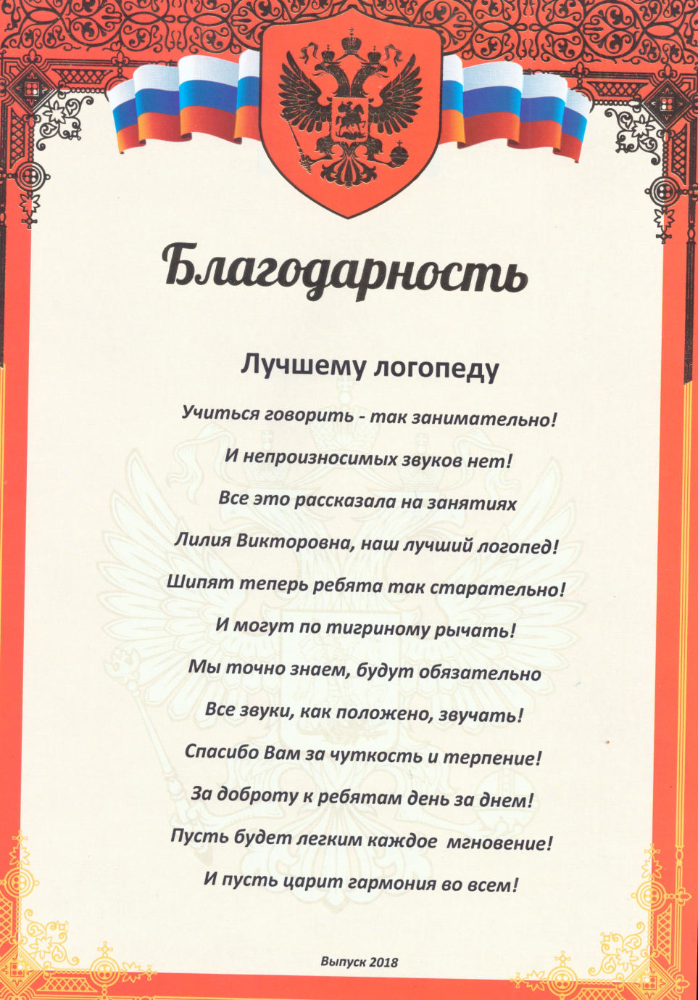 Благодарность
Лучшему логопеду
Учиться говорить - так занимательно!
И непроизносимых звуков нет!
Все это рассказала на занятиях
Лилия Викторовна, наш лучший логопед!
Шипят теперь ребята так старательно!
И могут по тигриному рычать!
Мы точно знаем, будут обязательно
Все звуки, как положено, звучать!
Спасибо Вам за чуткость и терпение!
За доброту к ребятам день за днем!
Пусть будет легким каждое  мгновение!
И пусть царит гармония во всем!
Выпуск 2018